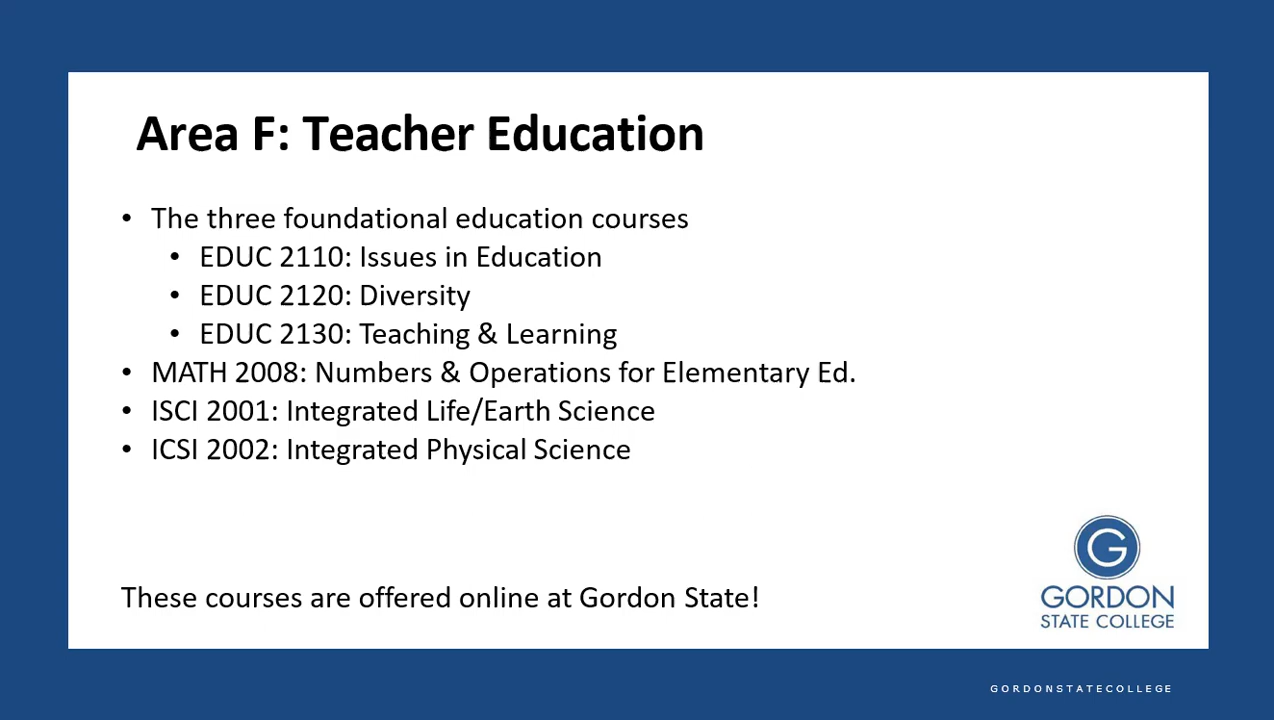 Area F: Teacher Education
• The three foundational education courses
• EDUC 2110: Issues in Education
• EDUC 2120: Diversity
• EDUC 2130: Teaching & Learning
• MATH 2008: Numbers & Operations for Elementary Ed.
• ISCI 2001: Integrated Life/Earth Science
• ICSI 2002: Integrated Physical Science
These courses are offered online at Gordon State!
G
GORDON
STATE COLLEGE
GORDONSTATECOLLEGE